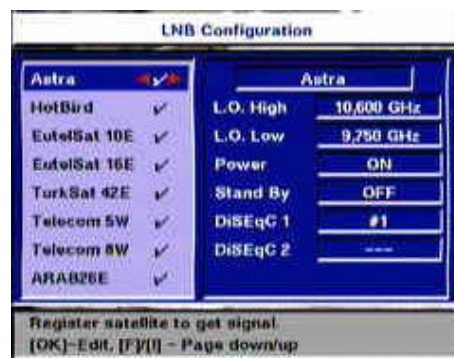 LNB Configuration
Astra
HotBird
EutelSat 10E
EutelSat 16E
TurkSat 42E
Telecom 5W
Telecom 8W
ARAB26E
Astra
L.O. High 10,600 GHz
L.O. Low 9,750 GHz
Power ON
Stand By OFF
DiSEqC 1 #1
DiSEqC 2 ---
Register satellite to get signal
[OK]-Edit, [F]/[I] - Page down/up